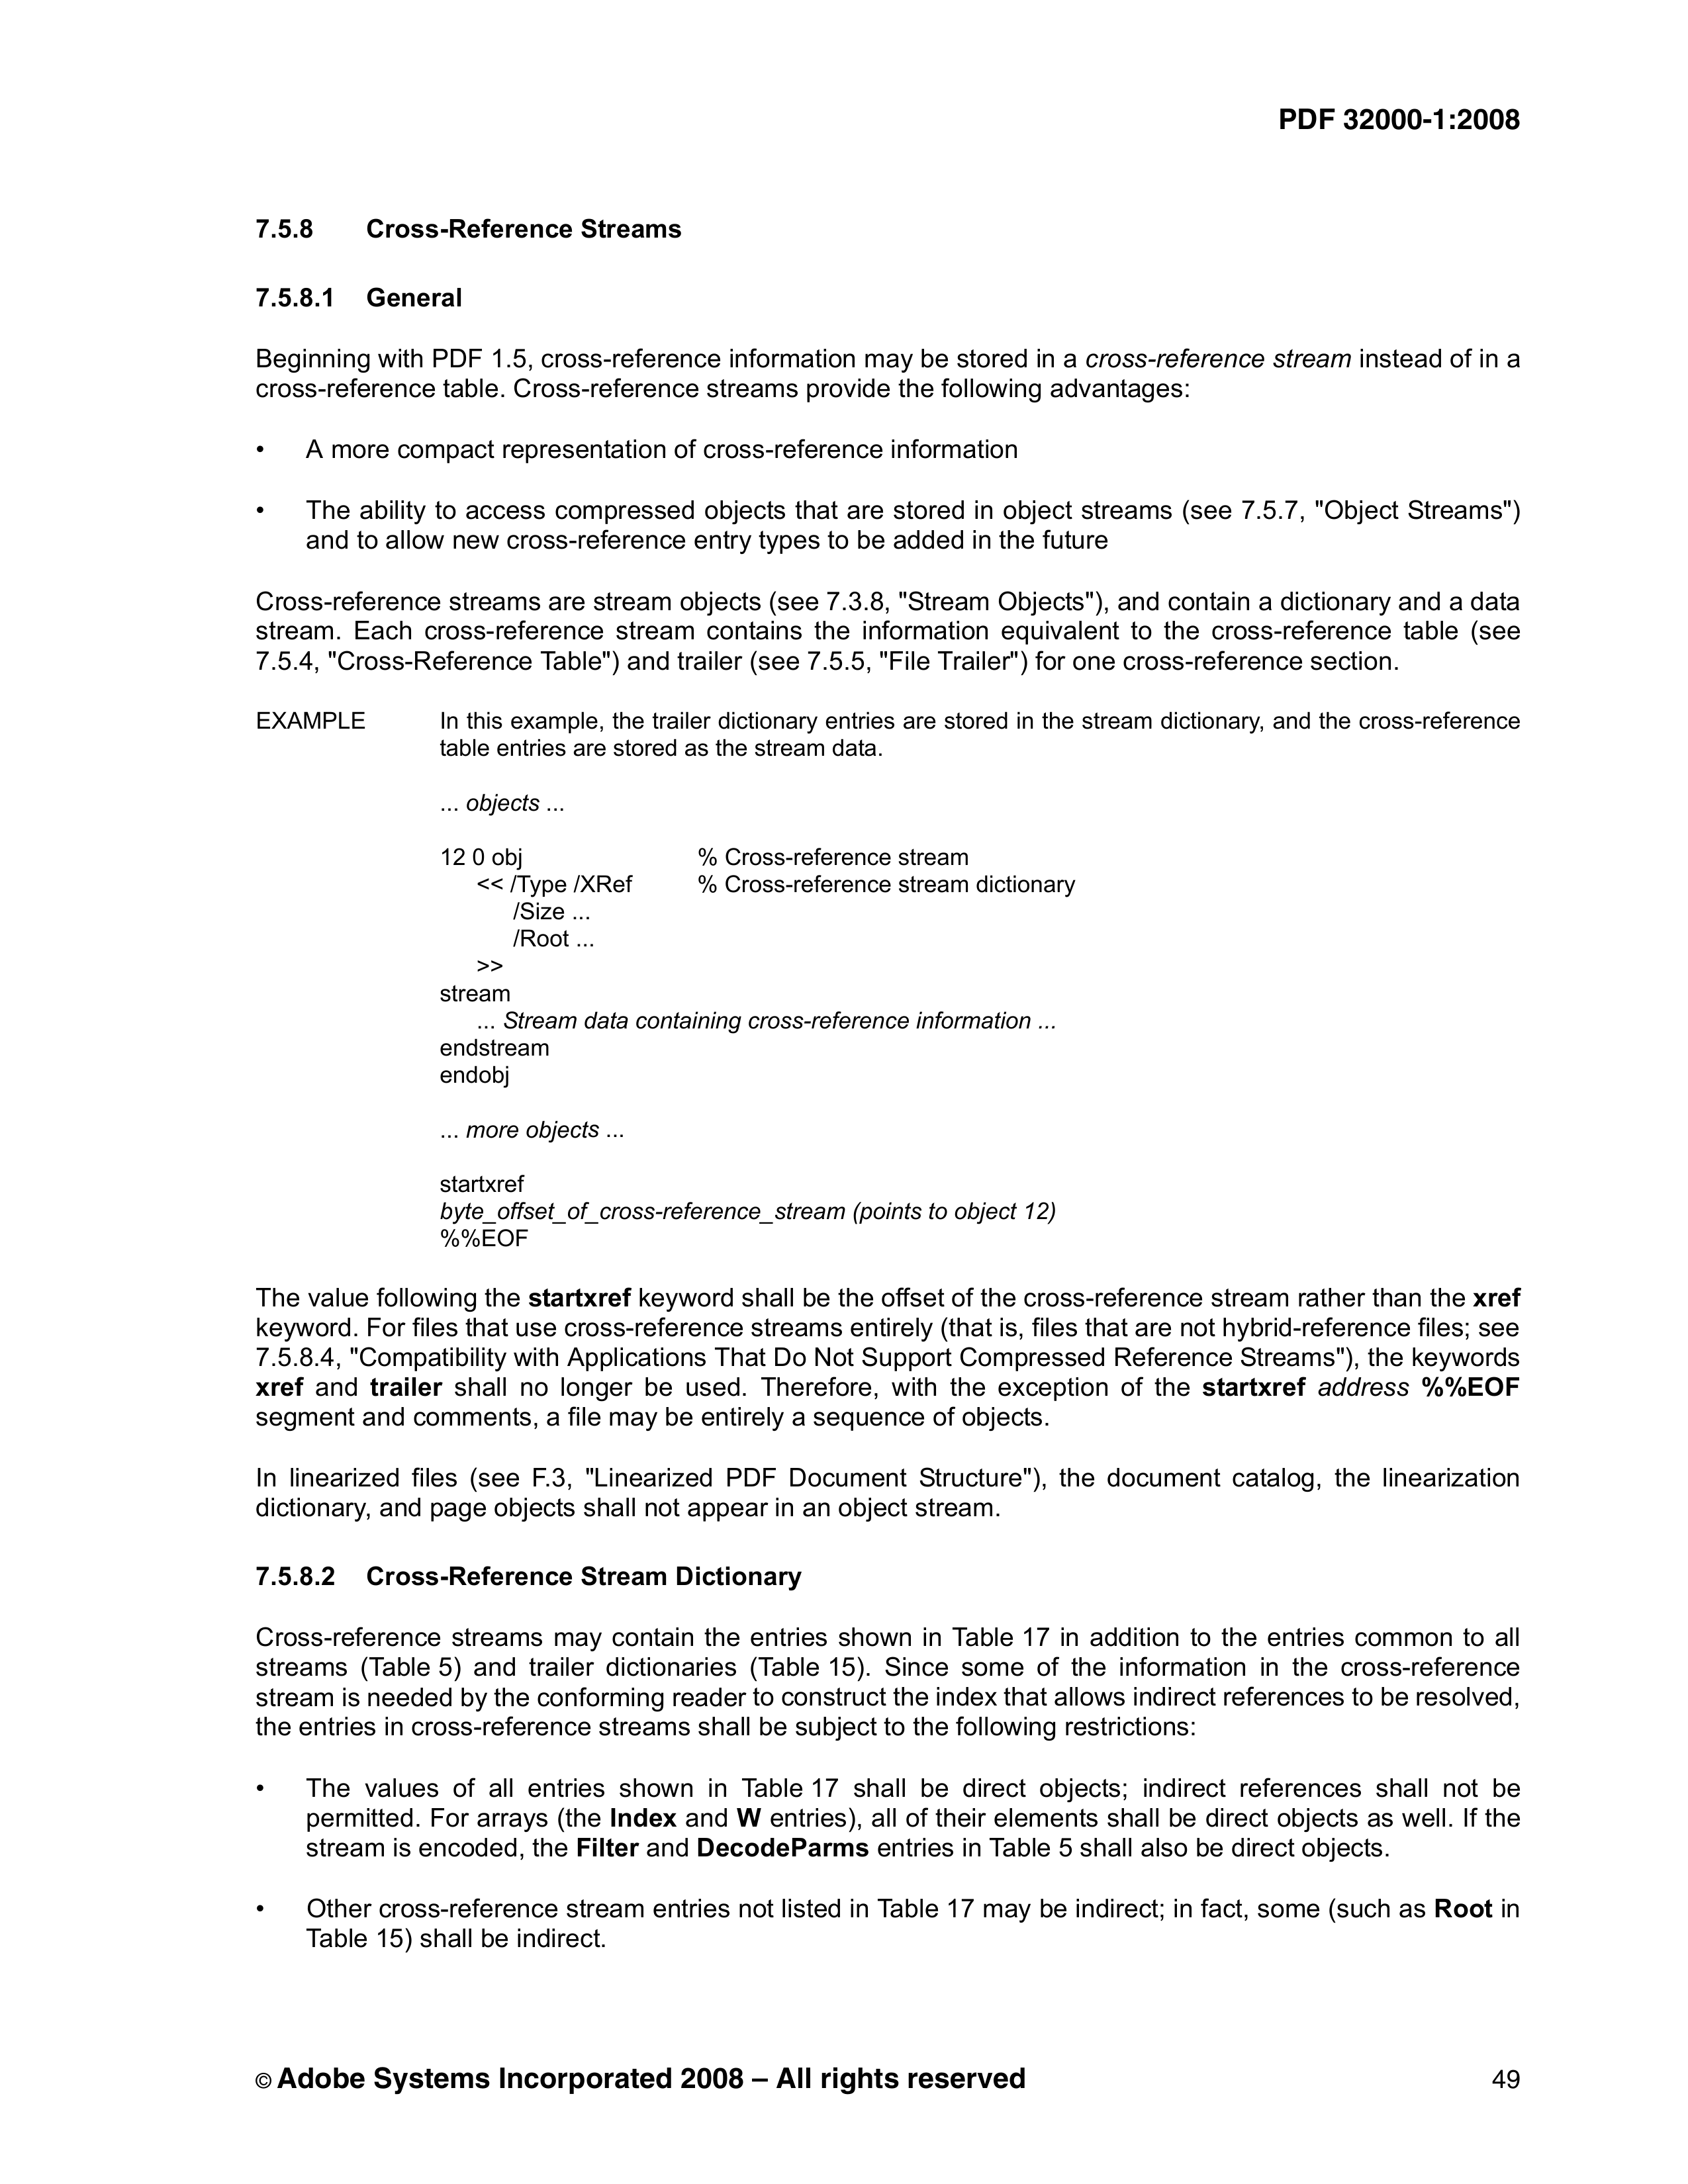 PDF 32000-1:2008
7.5.8 Cross-Reference Streams
7.5.8.1 General
Beginning with PDF 1.5, cross-reference information may be stored in a cross-reference stream instead of in a
cross-reference table. Cross-reference streams provide the following advantages:
• A more compact representation of cross-reference information
• The ability to access compressed objects that are stored in object streams (see 7.5.7, "Object Streams")
and to allow new cross-reference entry types to be added in the future
Cross-reference streams are stream objects (see 7.3.8, "Stream Objects"), and contain a dictionary and a data
stream. Each cross-reference stream contains the information equivalent to the cross-reference table (see
7.5.4, "Cross-Reference Table") and trailer (see 7.5.5, "File Trailer") for one cross-reference section.
EXAMPLE In this example, the trailer dictionary entries are stored in the stream dictionary, and the cross-reference
table entries are stored as the stream data.
... objects ...
12 0 obj % Cross-reference stream
<< /Type /XRef % Cross-reference stream dictionary
/Size ...
/Root ...
>>
stream
... Stream data containing cross-reference information ...
endstream
endobj
... more objects ...
startxref
byte_offset_of_cross-reference_stream (points to object 12)
%%EOF
The value following the startxref keyword shall be the offset of the cross-reference stream rather than the xref
keyword. For files that use cross-reference streams entirely (that is, files that are not hybrid-reference files; see
7.5.8.4, "Compatibility with Applications That Do Not Support Compressed Reference Streams"), the keywords
xref and trailer shall no longer be used. Therefore, with the exception of the startxref address %%EOF
segment and comments, a file may be entirely a sequence of objects.
In linearized files (see F.3, "Linearized PDF Document Structure"), the document catalog, the linearization
dictionary, and page objects shall not appear in an object stream.
7.5.8.2 Cross-Reference Stream Dictionary
Cross-reference streams may contain the entries shown in Table 17 in addition to the entries common to all
streams (Table 5) and trailer dictionaries (Table 15). Since some of the information in the cross-reference
stream is needed by the conforming reader to construct the index that allows indirect references to be resolved,
the entries in cross-reference streams shall be subject to the following restrictions:
• The values of all entries shown in Table 17 shall be direct objects; indirect references shall not be
permitted. For arrays (the Index and W entries), all of their elements shall be direct objects as well. If the
stream is encoded, the Filter and DecodeParms entries in Table 5 shall also be direct objects.
• Other cross-reference stream entries not listed in Table 17 may be indirect; in fact, some (such as Root in
Table 15) shall be indirect.
© Adobe Systems Incorporated 2008 – All rights reserved 49